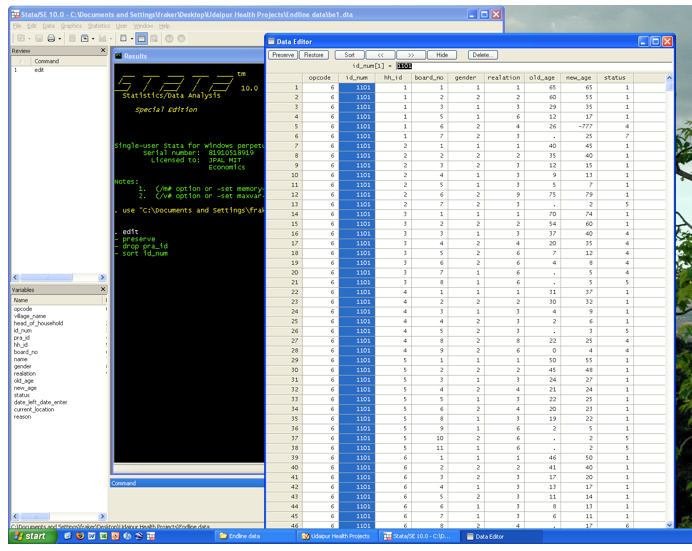 Stata/SE 10.0 - C:\Documents and Settings\fraker\Udaipur Health Projects\Endline data\be1.dta
File Edit Data Graphics Statistics User Window Help
Review
Command
1 edit
Results
10.0
Statistics/Data Analysis
Special Edition
Single-user Stata for Windows perpetu
Serial number: 81910518919
Licensed to: JPAL MIT
Economics
Notes:
1. (/m# option or -set memory-
2. (/v# option or -set maxvar-
. use "C:\Documents and Settings\frake
. edit
- preserve
- drop pra_id
- sort id_num
Variables
Name
opcode
village_name
head_of_household
id_num
pra_id
hh_id
board_no
name
gender
realation
old_age
new_age
status
date_left_date_enter
current_location
reason
Command
C:\Documents and Settings\fraker\Desktop\Udaipur Health Projects\Endline data
Data Editor
Preserve Restore Sort << >> Hide Delete...
id_num[1] = 1101
opcode id_num hh_id board_no gender realation old_age new_age status
1 6 1101 1 1 1 1 65 65 1
2 6 1101 1 2 2 2 60 55 1
3 6 1101 1 3 1 3 29 35 1
4 6 1101 1 5 1 6 12 17 1
5 6 1101 1 6 2 4 26 -777 4
6 6 1101 1 7 2 3 . 25 7
7 6 1101 2 1 1 1 40 45 1
8 6 1101 2 2 2 2 35 40 1
9 6 1101 2 3 2 3 12 15 1
10 6 1101 2 4 1 3 9 13 1
11 6 1101 2 5 1 3 5 7 1
12 6 1101 2 6 2 9 75 79 1
13 6 1101 2 7 2 3 . 2 5
14 6 1101 3 1 1 1 70 74 1
15 6 1101 3 2 2 2 54 60 1
16 6 1101 3 3 1 3 37 40 4
17 6 1101 3 4 2 4 20 35 4
18 6 1101 3 5 2 6 7 12 4
19 6 1101 3 6 2 6 4 8 4
20 6 1101 3 7 1 6 . 5 4
21 6 1101 3 8 1 6 . 5 5
22 6 1101 4 1 1 1 31 37 1
23 6 1101 4 2 2 2 30 32 1
24 6 1101 4 3 1 3 4 9 1
25 6 1101 4 4 2 3 2 6 1
26 6 1101 4 5 2 3 . 3 5
27 6 1101 4 8 2 8 22 25 4
28 6 1101 4 9 2 6 0 4 4
29 6 1101 5 1 1 1 50 55 1
30 6 1101 5 2 2 2 45 48 1
31 6 1101 5 3 1 3 24 27 1
32 6 1101 5 4 2 4 21 24 1
33 6 1101 5 5 1 3 22 25 1
34 6 1101 5 6 2 4 20 23 1
35 6 1101 5 8 1 3 19 22 1
36 6 1101 5 9 1 6 2 5 1
37 6 1101 5 10 2 6 . 2 5
38 6 1101 5 11 1 6 . 2 5
39 6 1101 6 1 1 1 46 50 1
40 6 1101 6 2 2 2 41 40 1
41 6 1101 6 3 2 3 17 20 1
42 6 1101 6 4 1 3 13 17 1
43 6 1101 6 5 2 3 11 14 1
44 6 1101 6 6 1 3 8 13 1
45 6 1101 6 7 1 3 6 11 1
46 6 1101 6 8 2 4 . 17 6
start Endline data Udaipur Health Projects Stata/SE 10.0 - C:\D... Data Editor